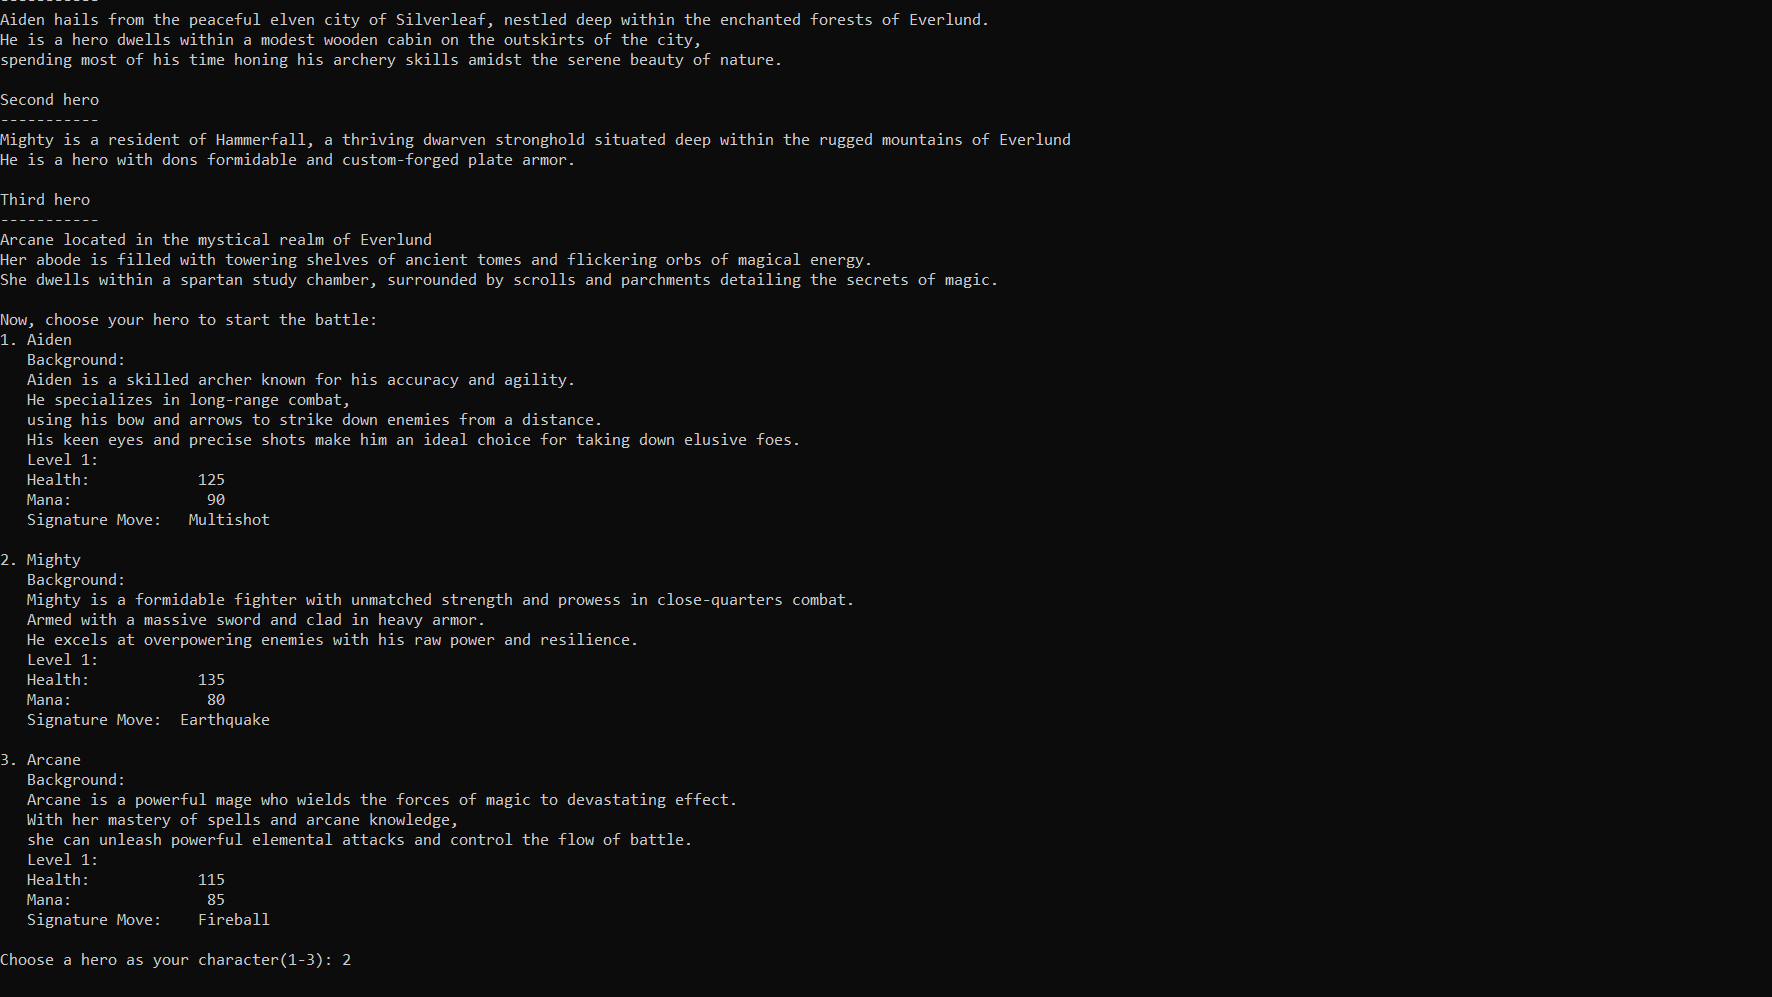 -----------
Aiden hails from the peaceful elven city of Silverleaf, nestled deep within the enchanted forests of Everlund.
He is a hero dwells within a modest wooden cabin on the outskirts of the city,
spending most of his time honing his archery skills amidst the serene beauty of nature.
Second hero
-----------
Mighty is a resident of Hammerfall, a thriving dwarven stronghold situated deep within the rugged mountains of Everlund
He is a hero with dons formidable and custom-forged plate armor.
Third hero
-----------
Arcane located in the mystical realm of Everlund
Her abode is filled with towering shelves of ancient tomes and flickering orbs of magical energy.
She dwells within a spartan study chamber, surrounded by scrolls and parchments detailing the secrets of magic.
Now, choose your hero to start the battle:
1. Aiden
Background:
Aiden is a skilled archer known for his accuracy and agility.
He specializes in long-range combat,
using his bow and arrows to strike down enemies from a distance.
His keen eyes and precise shots make him an ideal choice for taking down elusive foes.
Level 1:
Health: 125
Mana: 90
Signature Move: Multishot
2. Mighty
Background:
Mighty is a formidable fighter with unmatched strength and prowess in close-quarters combat.
Armed with a massive sword and clad in heavy armor.
He excels at overpowering enemies with his raw power and resilience.
Level 1:
Health: 135
Mana: 80
Signature Move: Earthquake
3. Arcane
Background:
Arcane is a powerful mage who wields the forces of magic to devastating effect.
With her mastery of spells and arcane knowledge,
she can unleash powerful elemental attacks and control the flow of battle.
Level 1:
Health: 115
Mana: 85
Signature Move: Fireball
Choose a hero as your character(1-3): 2